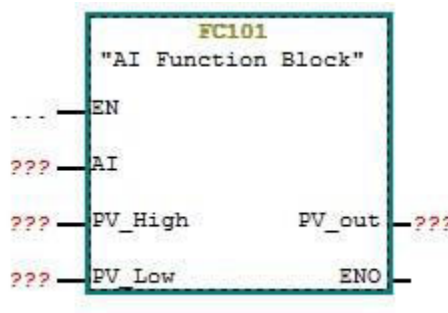 FC101
"AI Function Block"
... EN
??? AI
??? PV_High PV_out ???
??? PV_Low ENO